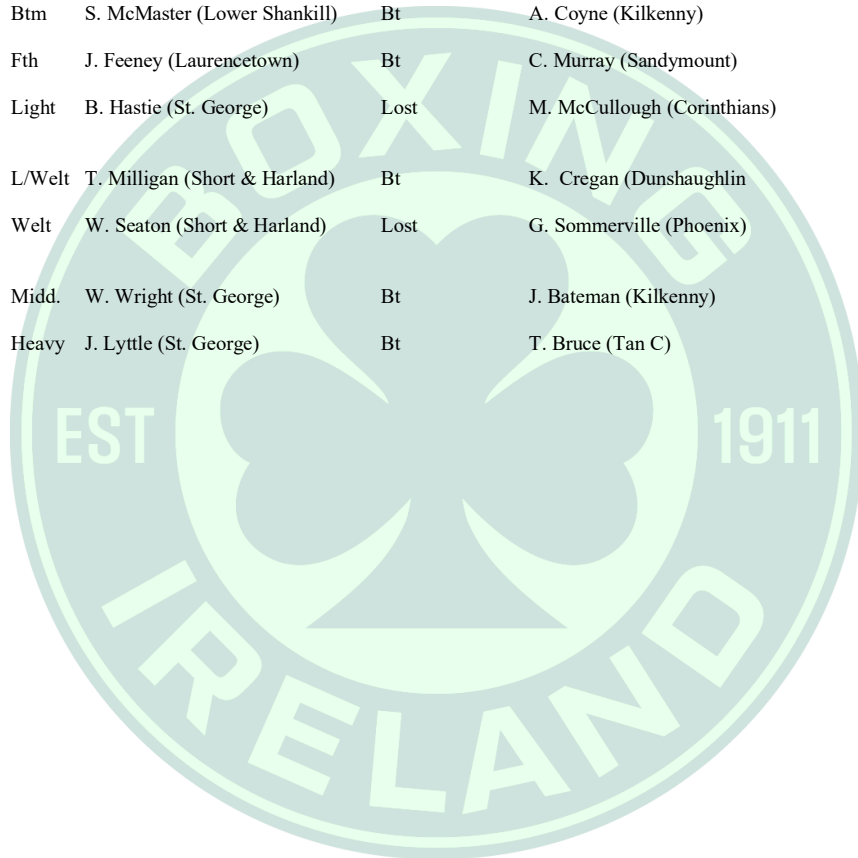 Btm S. McMaster (Lower Shankill) Bt A. Coyne (Kilkenny)
Fth J. Feeney (Laurencetown) Bt C. Murray (Sandymount)
Light B. Hastie (St. George) Lost M. McCullough (Corinthians)
L/Welt T. Milligan (Short & Harland) Bt K. Cregan (Dunshaughlin
Welt W. Seaton (Short & Harland) Lost G. Sommerville (Phoenix)
Midd. W. Wright (St. George) Bt J. Bateman (Kilkenny)
Heavy J. Lyttle (St. George) Bt T. Bruce (Tan C)
BOXING
EST 1911
IRELAND